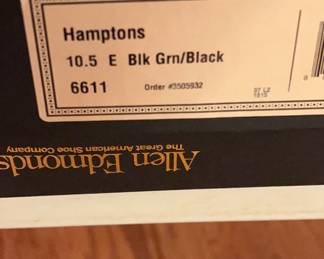 Hamptons
10.5 E Blk Grn/Black
6611 Order #3505932
Allen Edmonds
The Great American Shoe Company